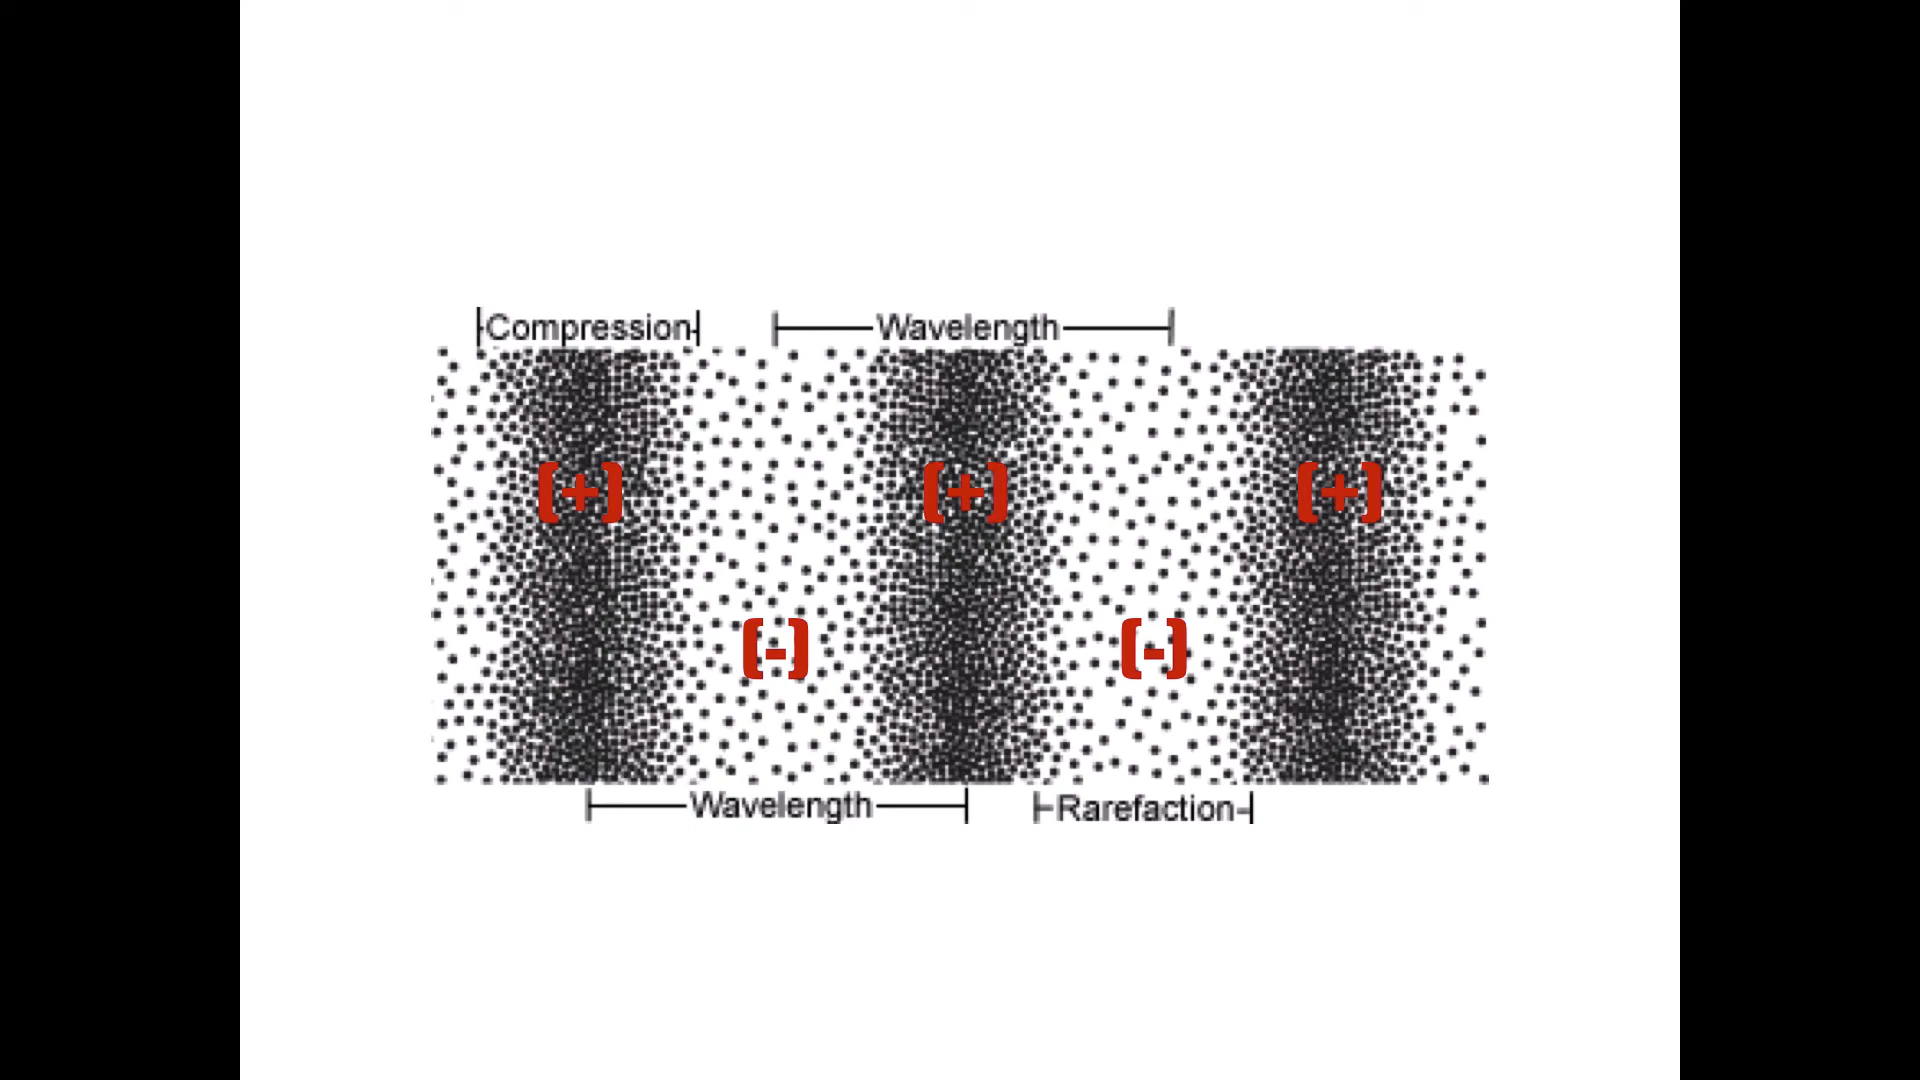 Compression
Wavelength
[+]
[+]
[+]
[-]
[-]
Wavelength
Rarefaction